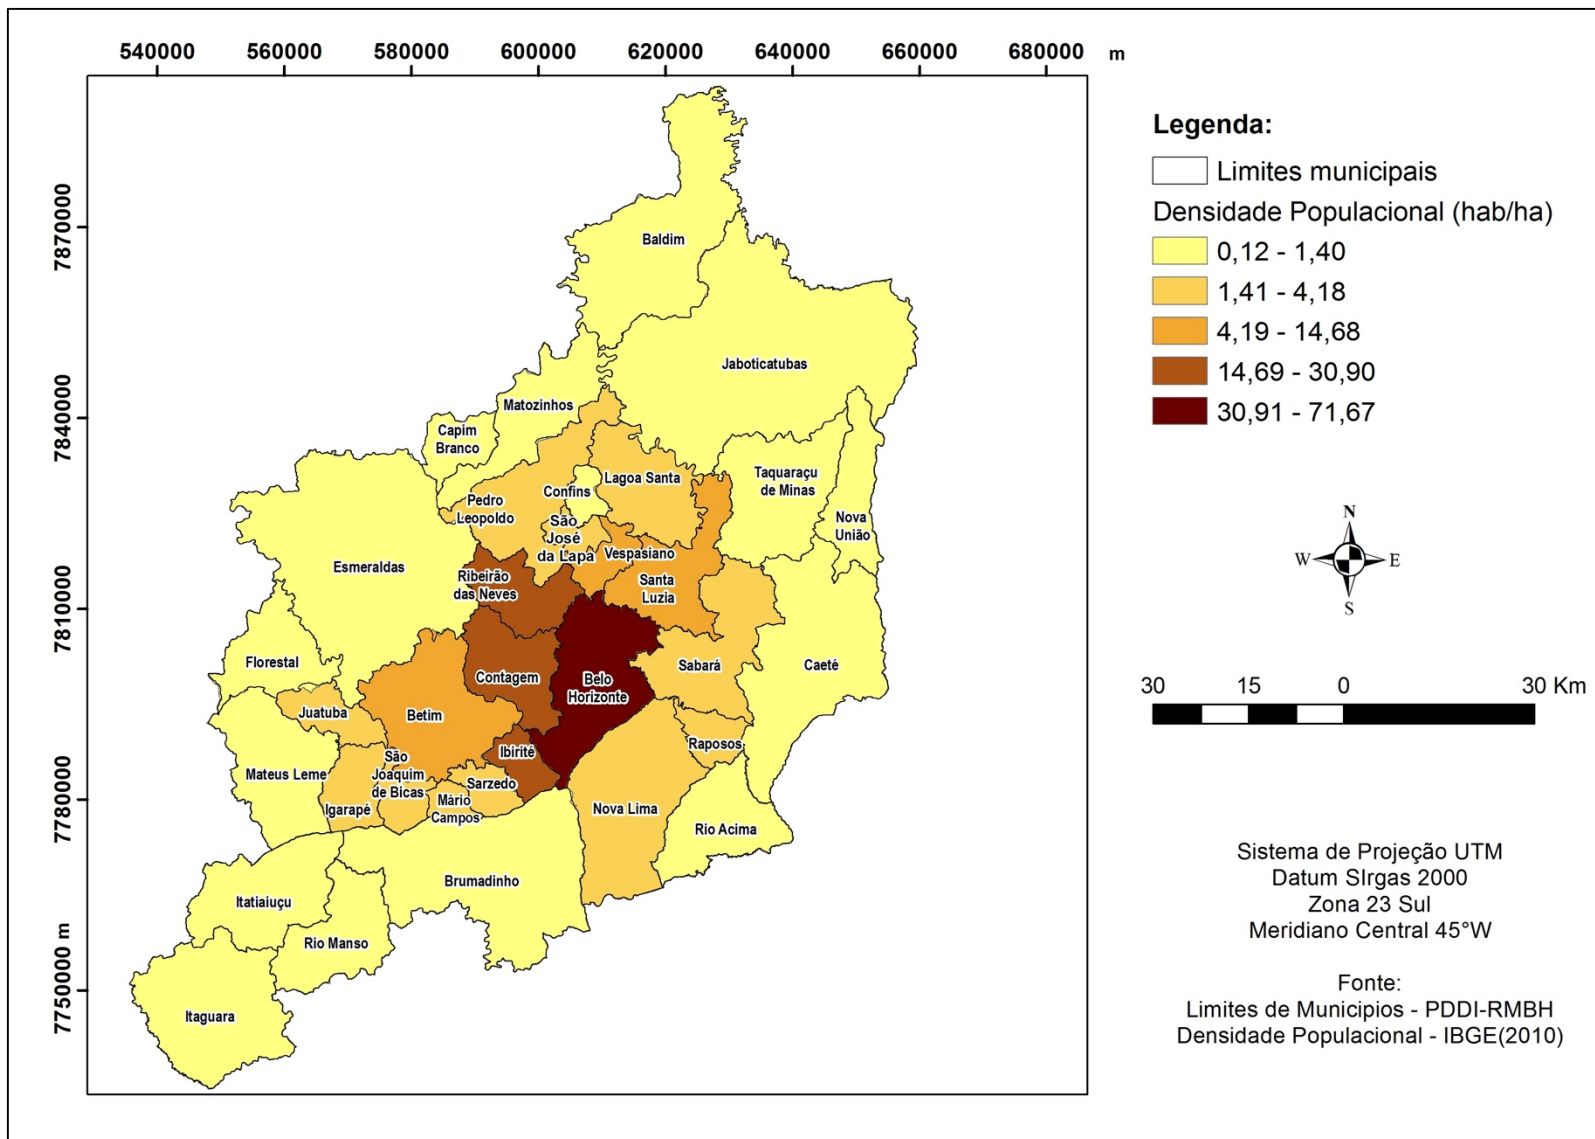 540000 560000 580000 600000 620000 640000 660000 680000 m
7870000
7840000
7810000
7780000
7750000 m
Baldim
Jaboticatubas
Matozinhos
Capim
Branco
Lagoa Santa
Taquaraçu
de Minas
Confins
Pedro
Leopoldo
São
José
da Lapa
Nova
União
Vespasiano
Esmeraldas
Ribeirão
das Neves
Santa
Luzia
Florestal
Contagem
Belo
Horizonte
Sabará
Caeté
Juatuba
Betim
Raposos
Ibirité
Mateus Leme
São
Joaquim
de Bicas
Sarzedo
Igarapé
Mário
Campos
Nova Lima
Rio Acima
Brumadinho
Itatiaiuçu
Rio Manso
Itaguara
Legenda:
Limites municipais
Densidade Populacional (hab/ha)
0,12 - 1,40
1,41 - 4,18
4,19 - 14,68
14,69 - 30,90
30,91 - 71,67
N
W E
S
30 15 0 30 Km
Sistema de Projeção UTM
Datum SIrgas 2000
Zona 23 Sul
Meridiano Central 45°W
Fonte:
Limites de Municipios - PDDI-RMBH
Densidade Populacional - IBGE(2010)